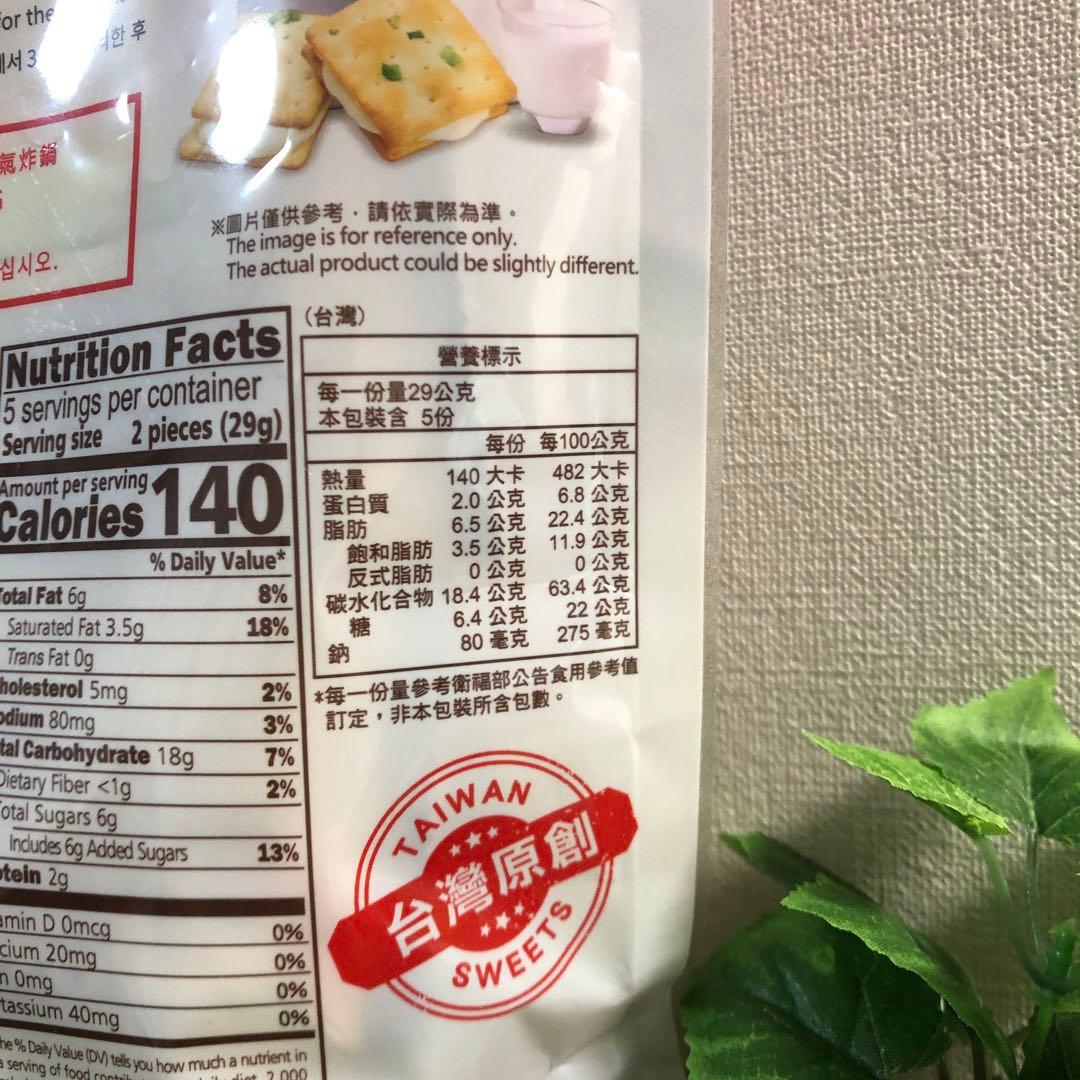 for the
한 후
에서 3
氣炸鍋
십시오.
※圖片僅供參考，請依實際為準。
The image is for reference only.
The actual product could be slightly different.
Nutrition Facts
5 servings per container
Serving size 2 pieces (29g)
Amount per serving
Calories 140
% Daily Value*
Total Fat 6g 8%
Saturated Fat 3.5g 18%
Trans Fat 0g
holesterol 5mg 2%
odium 80mg 3%
tal Carbohydrate 18g 7%
Dietary Fiber <1g 2%
Total Sugars 6g
Includes 6g Added Sugars 13%
otein 2g
amin D 0mcg 0%
cium 20mg 0%
n 0mg 0%
tassium 40mg 0%
he % Daily Value (DV) tells you how much a nutrient in
a serving of food
diet. 2,000
(台灣)
營養標示
每一份量29公克
本包裝含 5份
每份 每100公克
熱量 140 大卡 482 大卡
蛋白質 2.0 公克 6.8 公克
脂肪 6.5 公克 22.4 公克
飽和脂肪 3.5 公克 11.9 公克
反式脂肪 0 公克 0 公克
碳水化合物 18.4 公克 63.4 公克
糖 6.4 公克 22 公克
鈉 80 毫克 275 毫克
*每一份量參考衛福部公告食用參考值
訂定，非本包裝所含包數。
TAIWAN
台灣原創
SWEETS